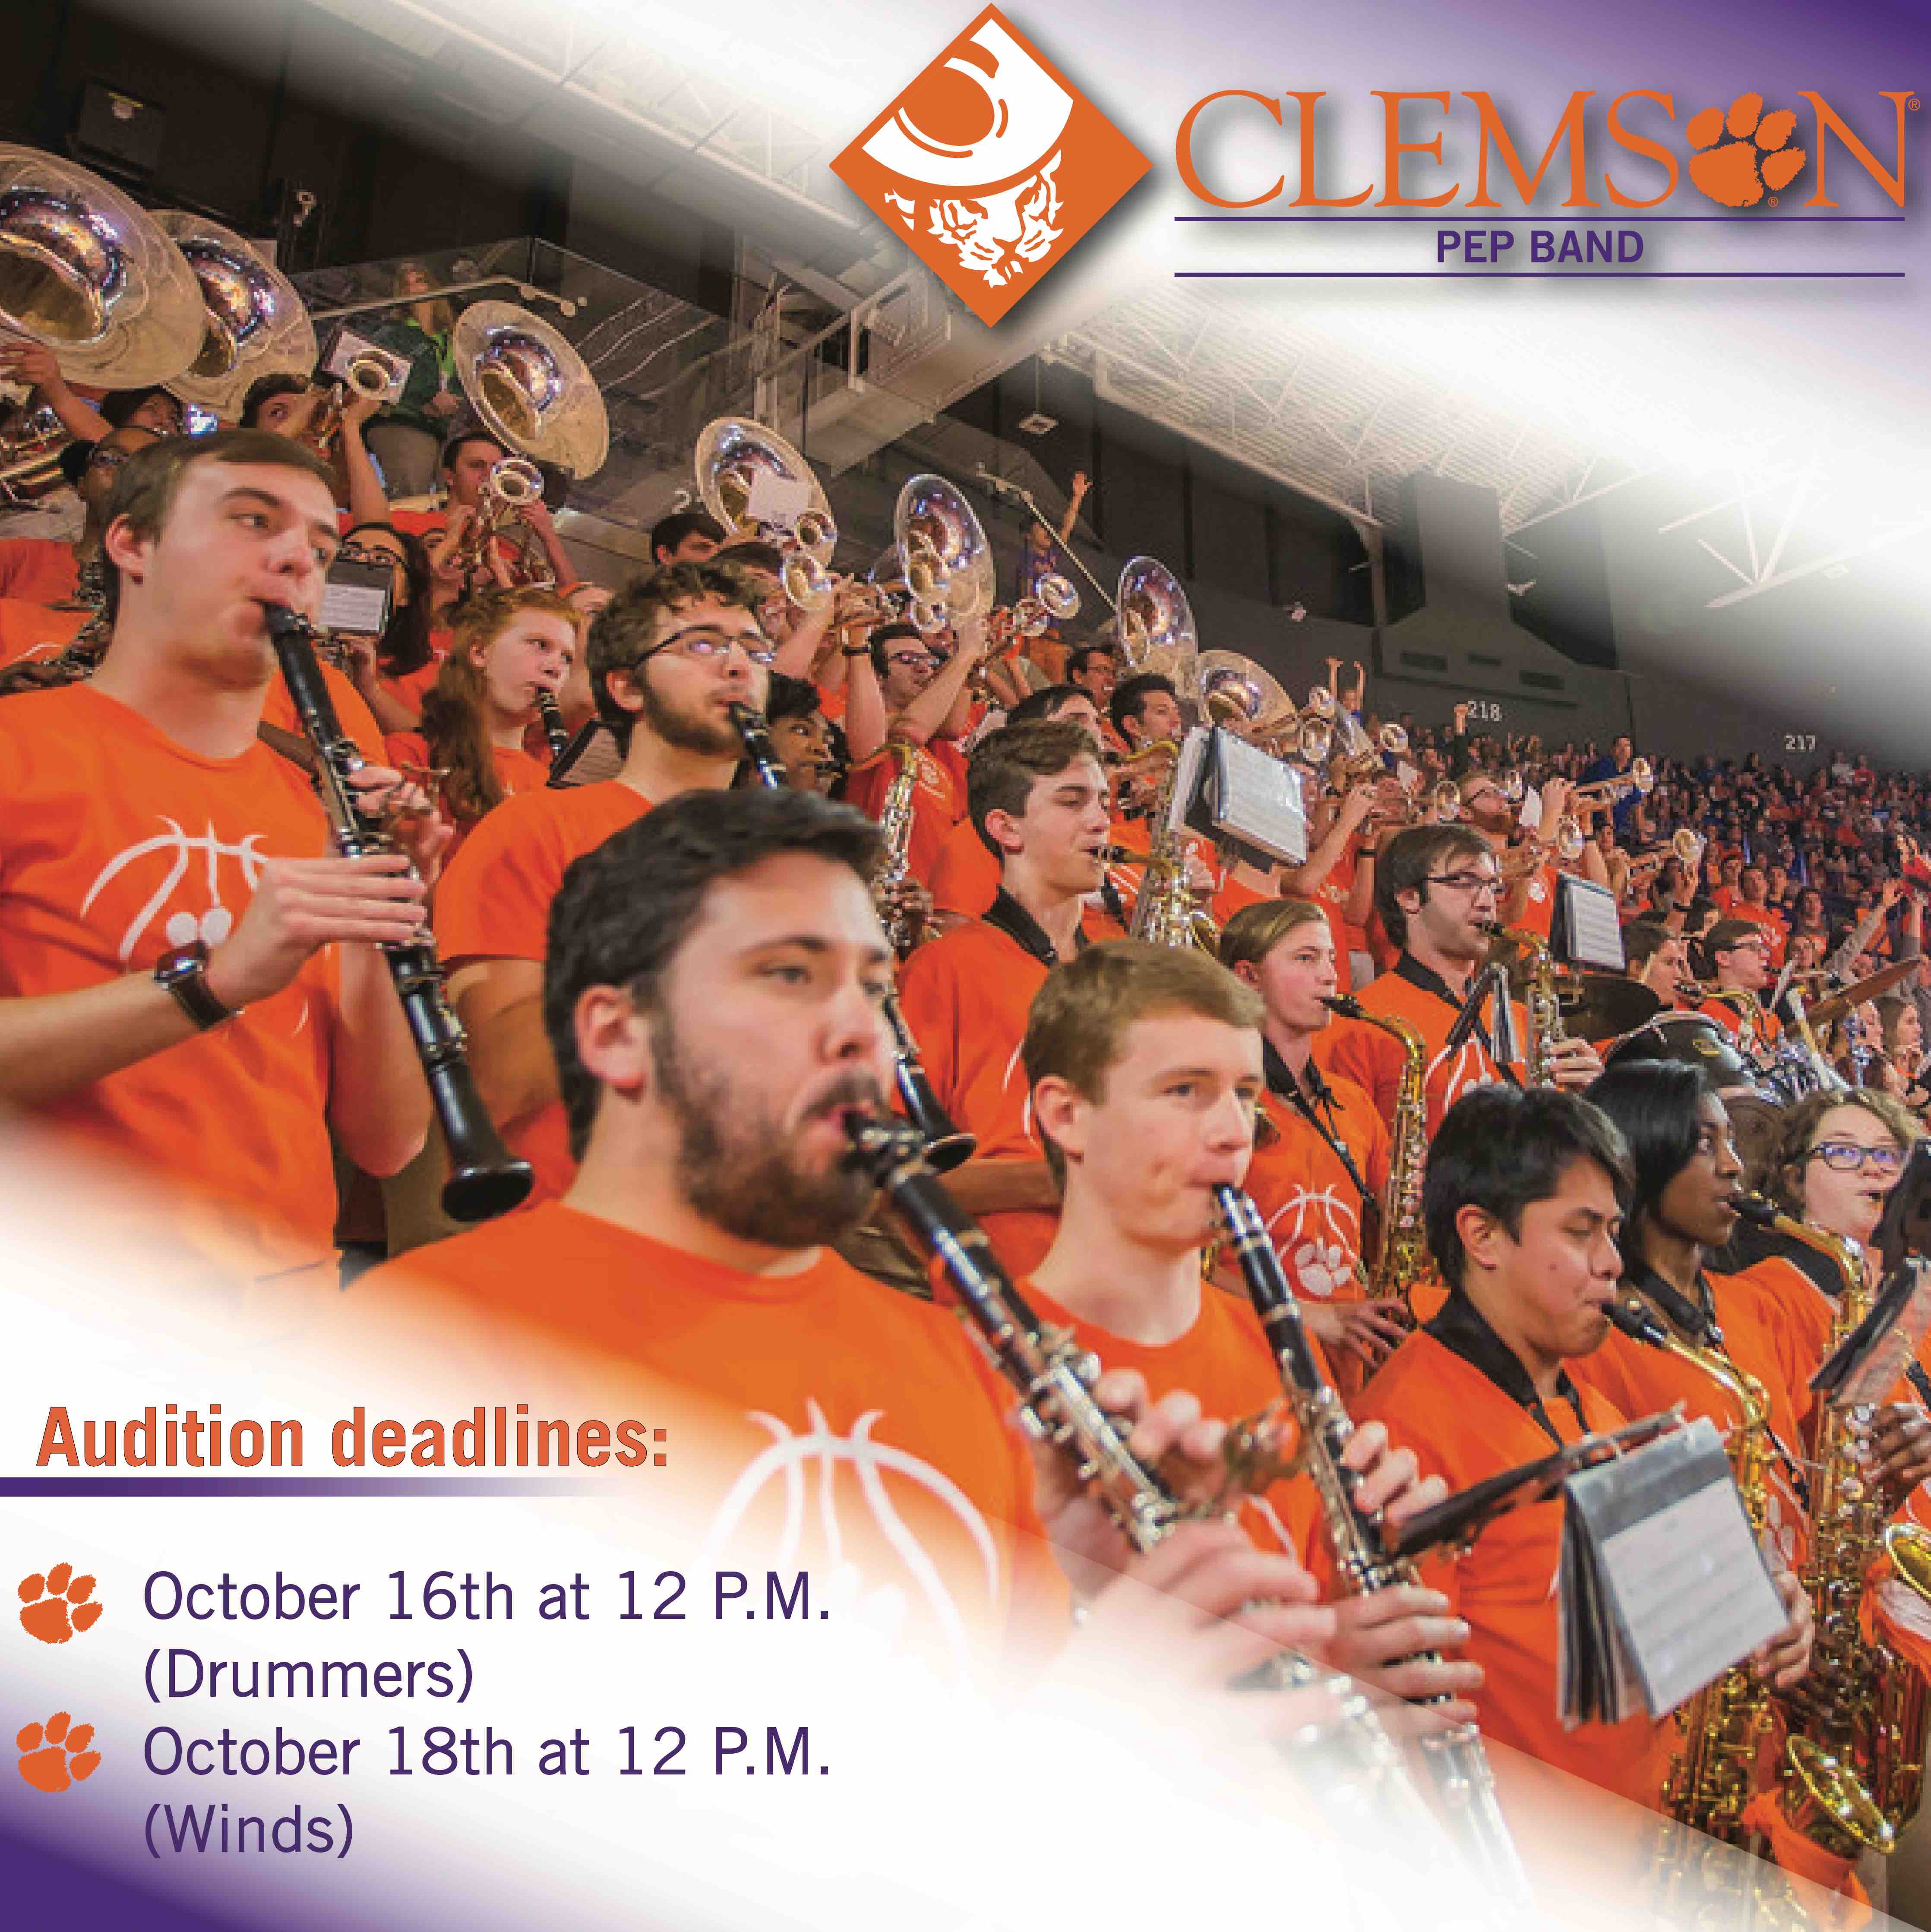 CLEMSON®
PEP BAND
218
217
Audition deadlines:
October 16th at 12 P.M.
(Drummers)
October 18th at 12 P.M.
(Winds)